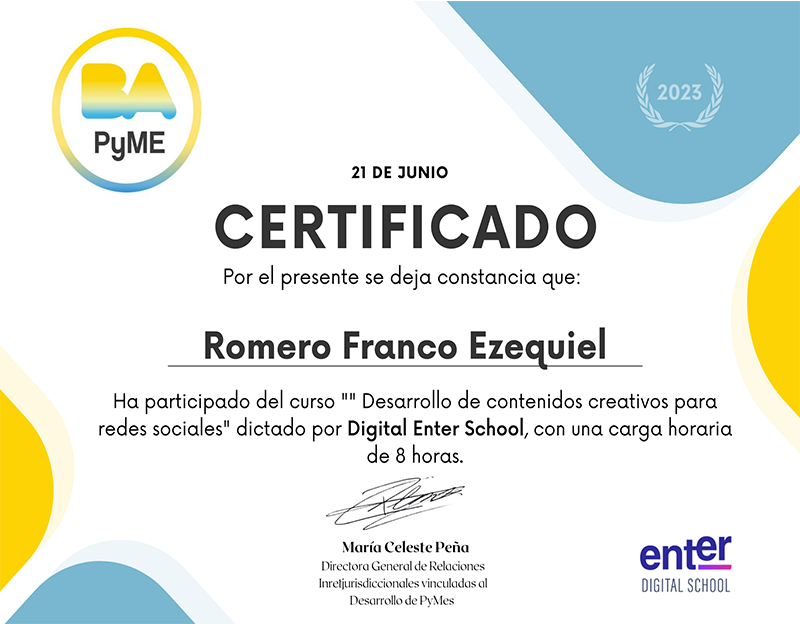 BA
PyME
2023
21 DE JUNIO
CERTIFICADO
Por el presente se deja constancia que:
Romero Franco Ezequiel
Ha participado del curso "" Desarrollo de contenidos creativos para
redes sociales" dictado por Digital Enter School, con una carga horaria
de 8 horas.
María Celeste Peña
Directora General de Relaciones
Inretjurisdiccionales vinculadas al
Desarrollo de PyMes
enter
DIGITAL SCHOOL